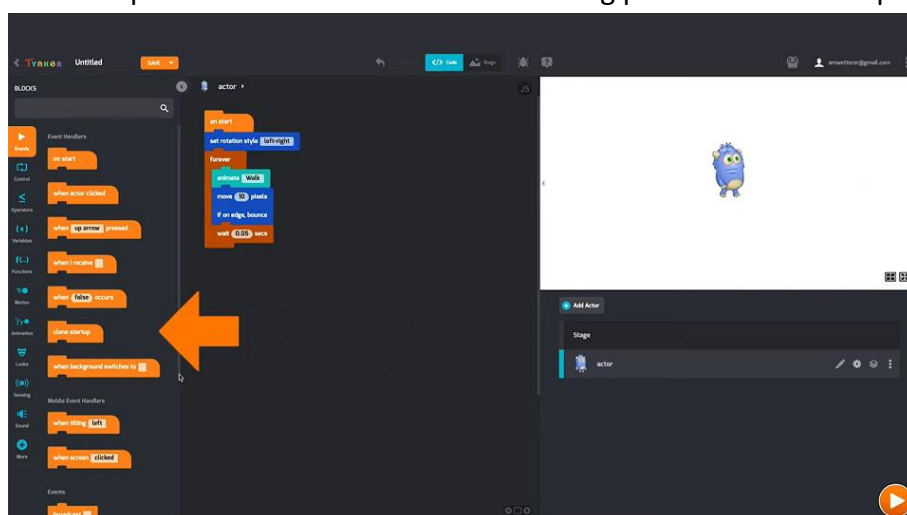 Tynker Untitled SAVE </> Code Stage amvetterer@gmail.com
BLOCKS
actor
JS
Events
Control
Operators
{x}
Variables
f(...)
Functions
Motion
Animation
Looks
Sensing
Sound
More
Event Handlers
on start
when actor clicked
when up arrow pressed
when I receive
when false occurs
clone startup
when background switches to
Mobile Event Handlers
when tilting left
when screen clicked
Events
broadcast
on start
set rotation style left-right
forever
animate Walk
move 10 pixels
if on edge, bounce
wait 0.05 secs
Add Actor
Stage
actor